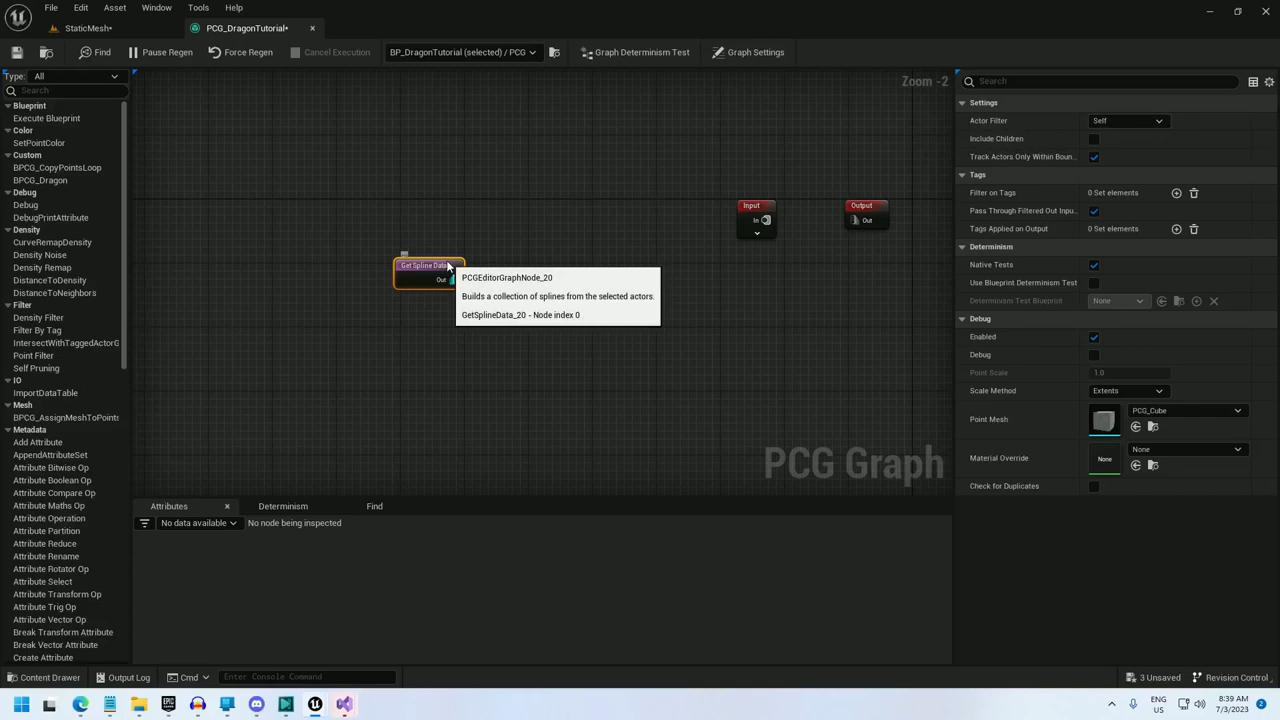 File Edit Asset Window Tools Help
StaticMesh* PCG_DragonTutorial*
Find Pause Regen Force Regen Cancel Execution BP_DragonTutorial (selected) / PCG Graph Determinism Test Graph Settings
Type: All
Search
Blueprint
Execute Blueprint
Color
SetPointColor
Custom
BPCG_CopyPointsLoop
BPCG_Dragon
Debug
Debug
DebugPrintAttribute
Density
CurveRemapDensity
Density Noise
Density Remap
DistanceToDensity
DistanceToNeighbors
Filter
Density Filter
Filter By Tag
IntersectWithTaggedActorG
Point Filter
Self Pruning
IO
ImportDataTable
Mesh
BPCG_AssignMeshToPoints
Metadata
Add Attribute
AppendAttributeSet
Attribute Bitwise Op
Attribute Boolean Op
Attribute Compare Op
Attribute Maths Op
Attribute Operation
Attribute Partition
Attribute Reduce
Attribute Rename
Attribute Rotator Op
Attribute Select
Attribute Transform Op
Attribute Trig Op
Attribute Vector Op
Break Transform Attribute
Break Vector Attribute
Create Attribute
Zoom -2
Input
In
Output
Out
Get Spline Data
Out
PCGEditorGraphNode_20
Builds a collection of splines from the selected actors.
GetSplineData_20 - Node index 0
PCG Graph
Attributes Determinism Find
No data available No node being inspected
Search
Settings
Actor Filter Self
Include Children
Track Actors Only Within Boun...
Tags
Filter on Tags 0 Set elements
Pass Through Filtered Out Inpu...
Tags Applied on Output 0 Set elements
Determinism
Native Tests
Use Blueprint Determinism Test
Determinism Test Blueprint None
Debug
Enabled
Debug
Point Scale 1.0
Scale Method Extents
Point Mesh PCG_Cube
Material Override None None
Check for Duplicates
Content Drawer Output Log Cmd Enter Console Command 3 Unsaved Revision Control
ENG
US
8:39 AM
7/3/2023
2